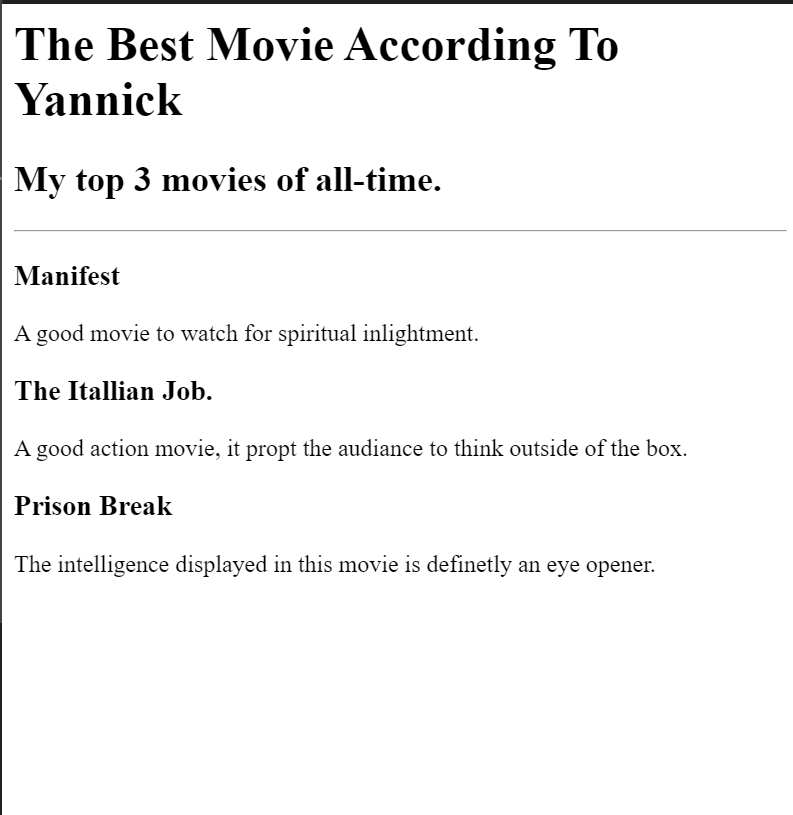 The Best Movie According To
Yannick
My top 3 movies of all-time.
Manifest
A good movie to watch for spiritual inlightment.
The Itallian Job.
A good action movie, it propt the audiance to think outside of the box.
Prison Break
The intelligence displayed in this movie is definetly an eye opener.